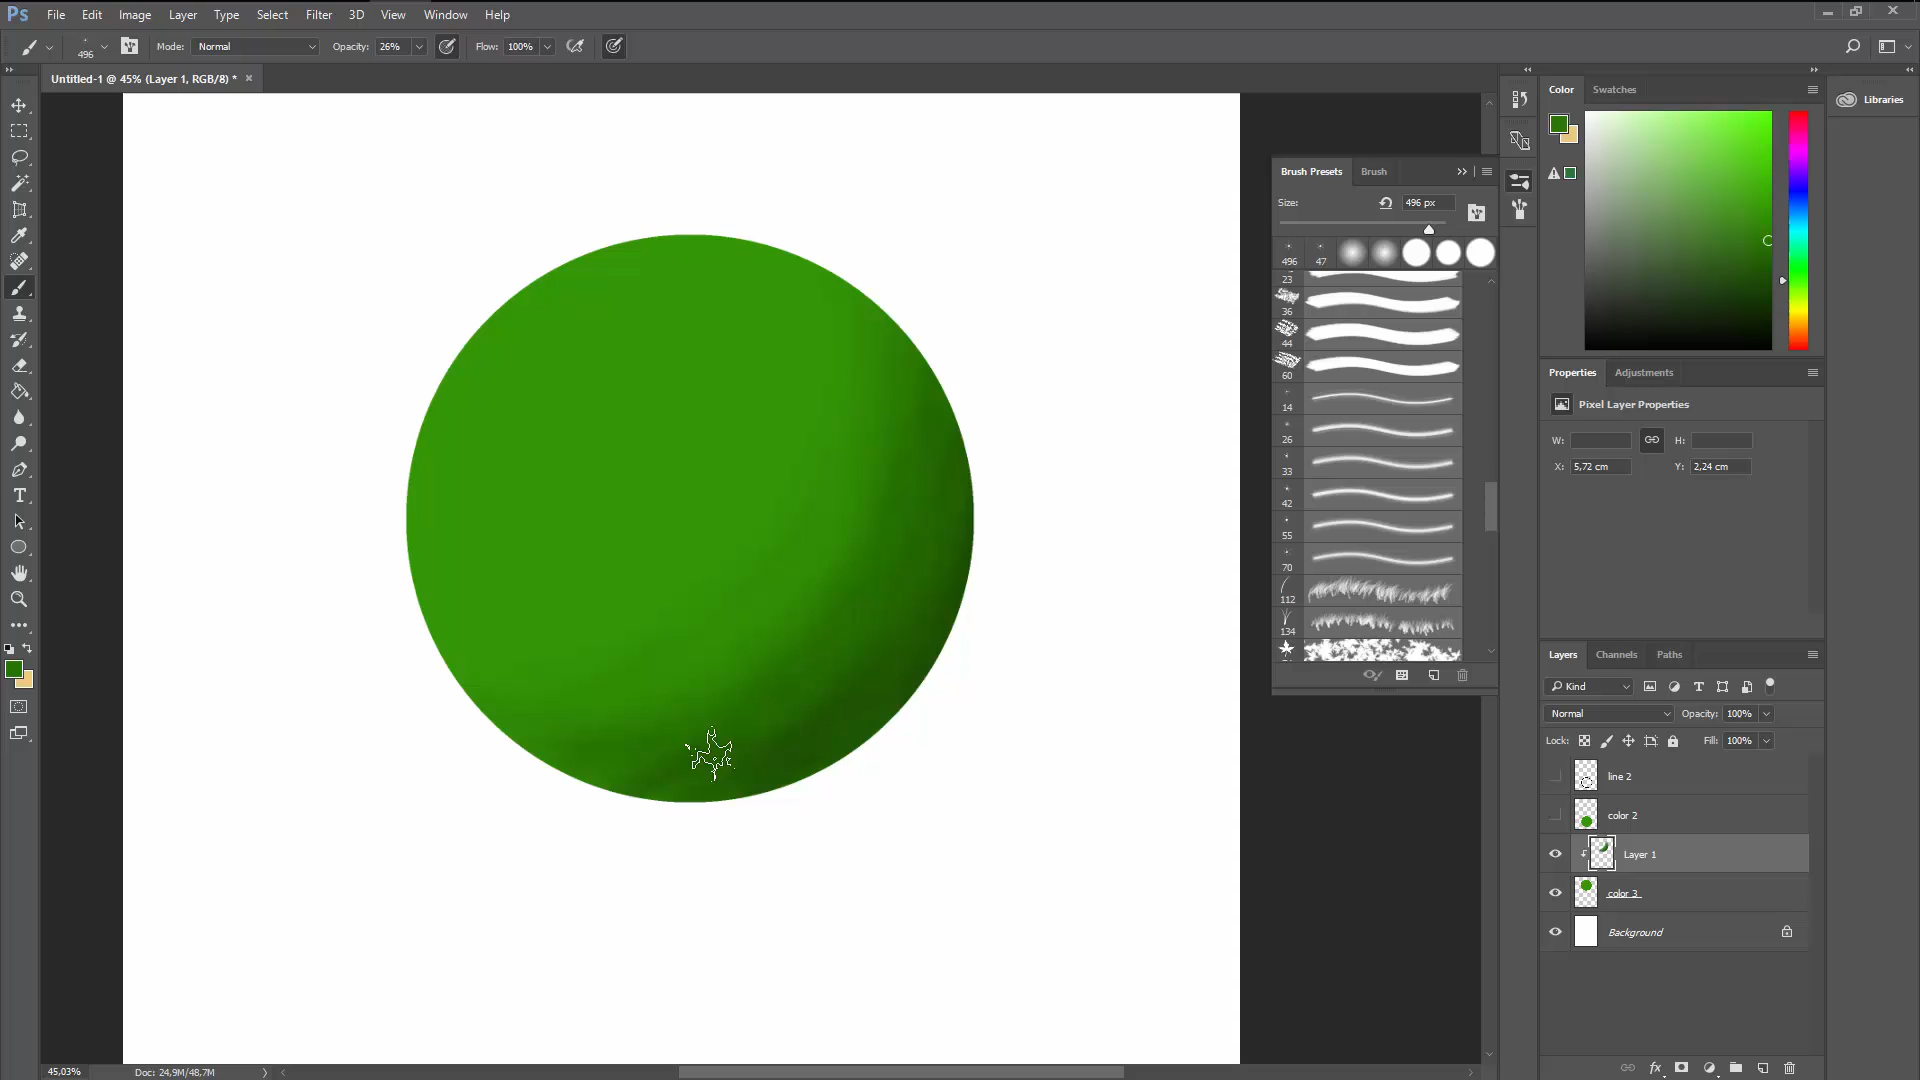 Ps File Edit Image Layer Type Select Filter 3D View Window Help
496 Mode: Normal Opacity: 26% Flow: 100%
Untitled-1 @ 45% (Layer 1, RGB/8) * ×
Color Swatches
Libraries
Brush Presets Brush
Size: 496 px
496 47
23
36
44
60
14
26
33
42
55
70
112
134
Properties Adjustments
Pixel Layer Properties
W: H:
X: 5,72 cm Y: 2,24 cm
Layers Channels Paths
Kind
Normal Opacity: 100%
Lock: Fill: 100%
line 2
color 2
Layer 1
color 3
Background
fx
45,03% Doc: 24,9M/48,7M